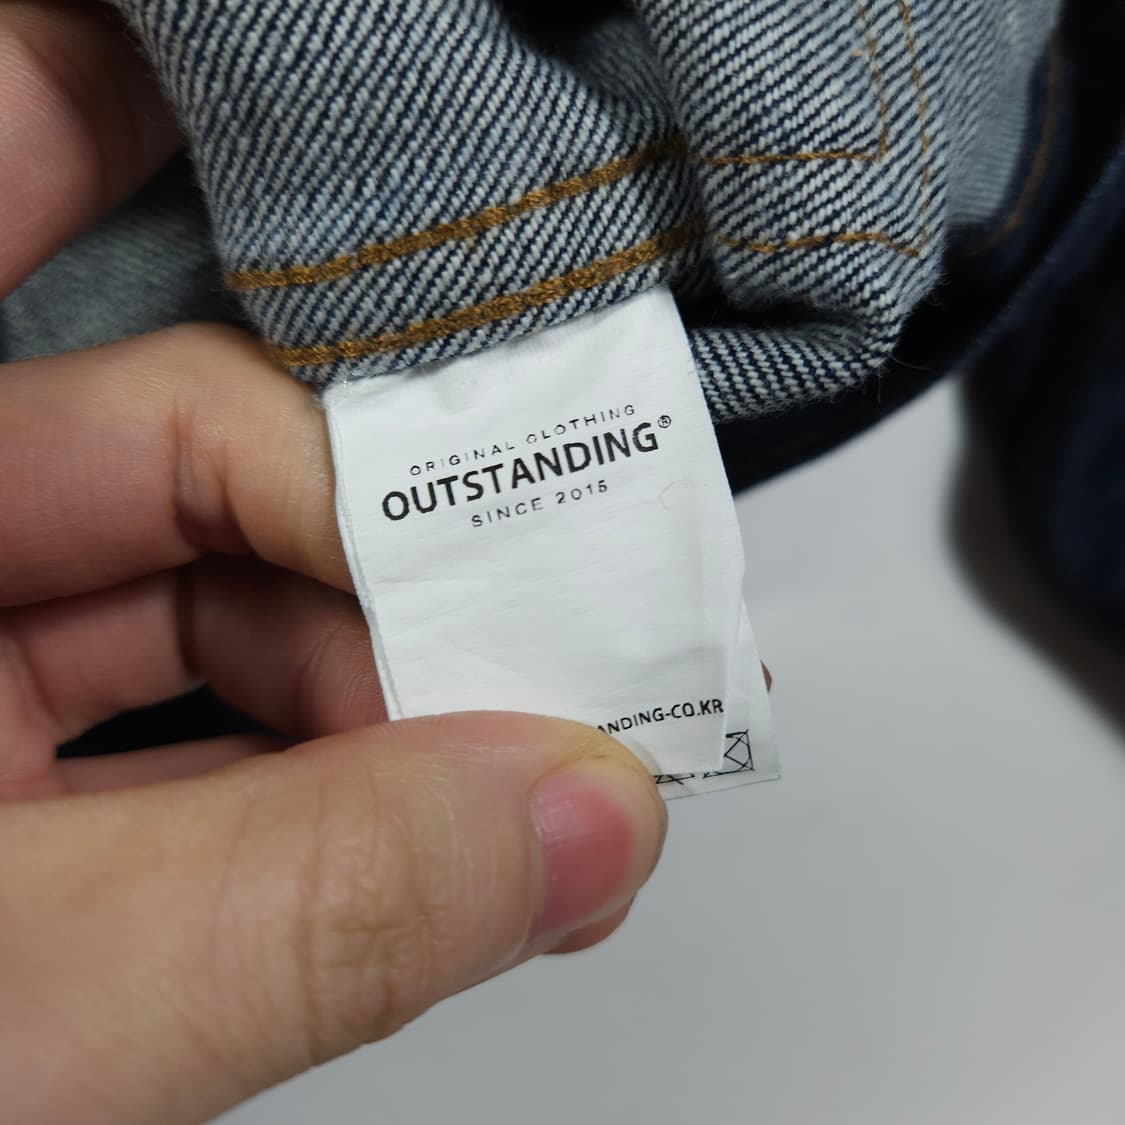 ORIGINAL CLOTHING
OUTSTANDING®
SINCE 2015
ANDING-CO.KR